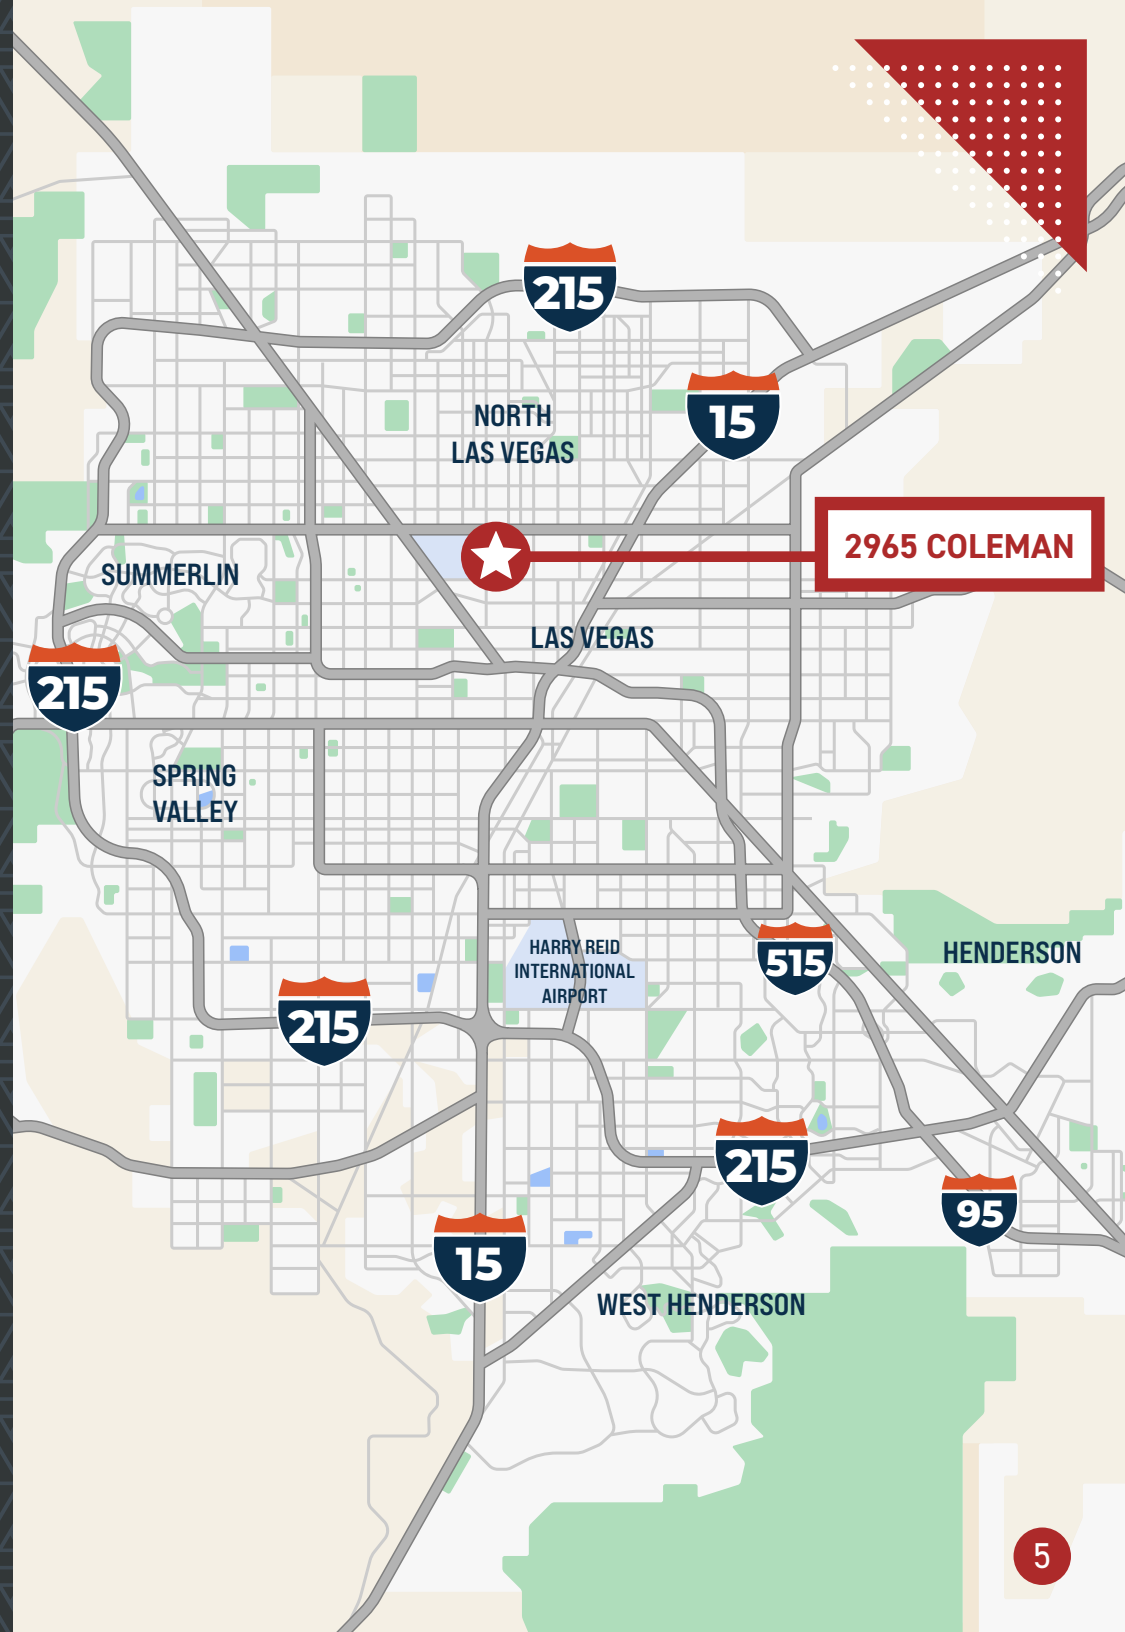 215
15
NORTH
LAS VEGAS
2965 COLEMAN
SUMMERLIN
LAS VEGAS
215
SPRING
VALLEY
HARRY REID
INTERNATIONAL
AIRPORT
515
HENDERSON
215
215
95
15
WEST HENDERSON
5